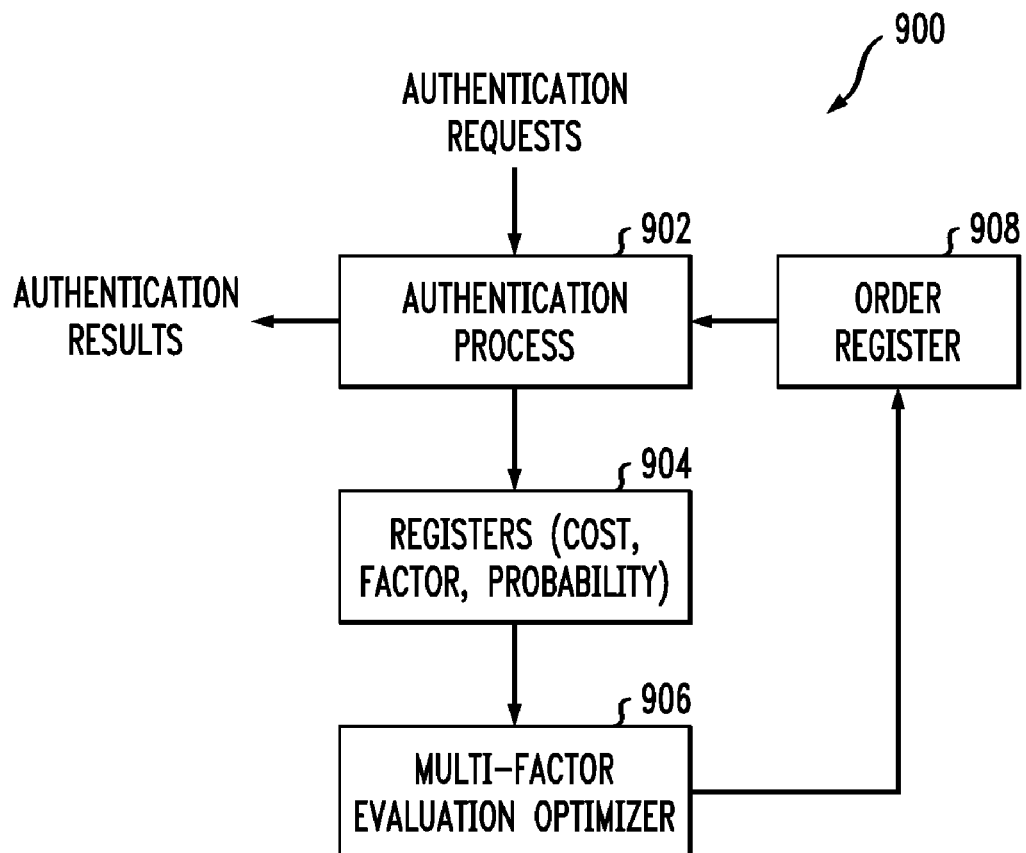 900
AUTHENTICATION
REQUESTS
902
908
AUTHENTICATION
RESULTS
AUTHENTICATION
PROCESS
ORDER
REGISTER
904
REGISTERS (COST,
FACTOR, PROBABILITY)
906
MULTI-FACTOR
EVALUATION OPTIMIZER